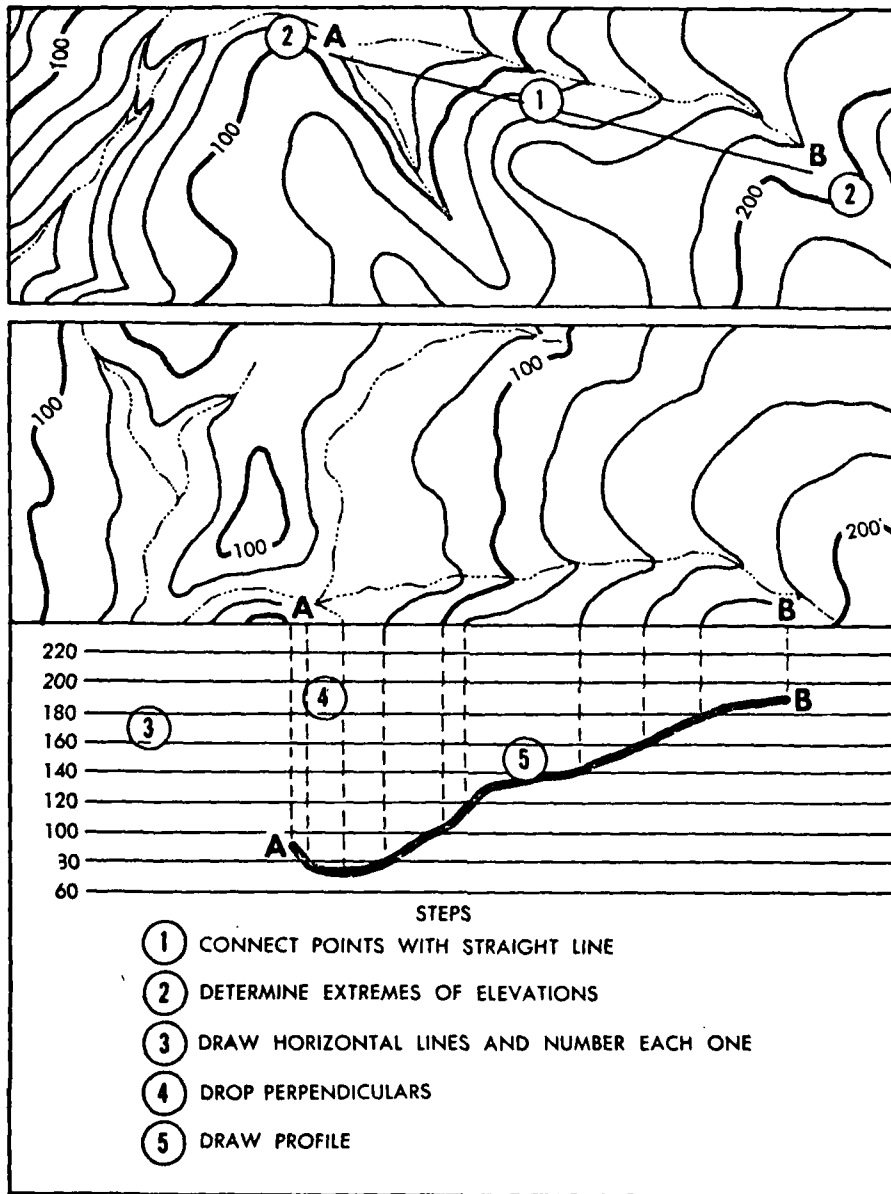 100
2 A
1
100
B
2
200
100
100
100
200
A B
220
200
4
180 B
3
160
5
140
120
100
A
30
60
STEPS
1 CONNECT POINTS WITH STRAIGHT LINE
2 DETERMINE EXTREMES OF ELEVATIONS
3 DRAW HORIZONTAL LINES AND NUMBER EACH ONE
4 DROP PERPENDICULARS
5 DRAW PROFILE